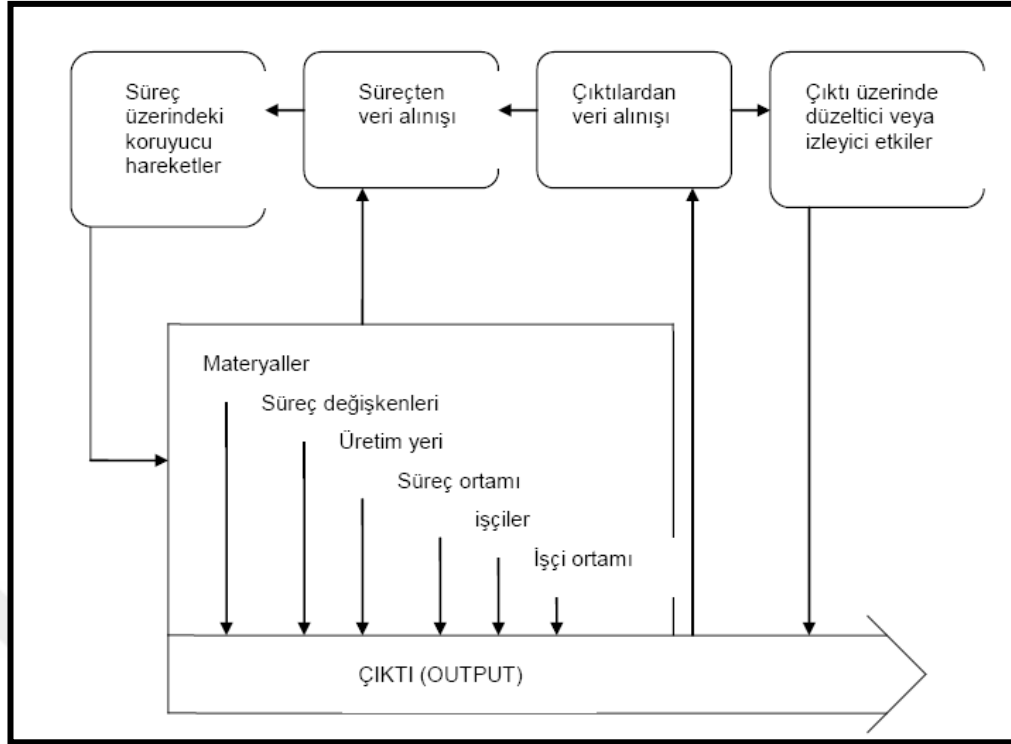 Süreç
üzerindeki
koruyucu
hareketler
Süreçten
veri alınışı
Çıktılardan
veri alınışı
Çıktı üzerinde
düzeltici veya
izleyici etkiler
Materyaller
Süreç değişkenleri
Üretim yeri
Süreç ortamı
işçiler
İşçi ortamı
ÇIKTI (OUTPUT)